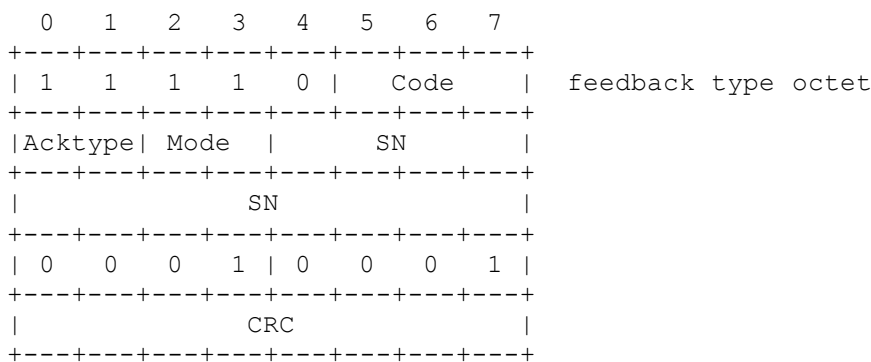 0   1   2   3   4   5   6   7
+---+---+---+---+---+---+---+---+
| 1   1   1   1   0 |   Code    |  feedback type octet
+---+---+---+---+---+---+---+---+
|Acktype| Mode  |      SN       |
+---+---+---+---+---+---+---+---+
|              SN               |
+---+---+---+---+---+---+---+---+
| 0   0   0   1 | 0   0   0   1 |
+---+---+---+---+---+---+---+---+
|              CRC              |
+---+---+---+---+---+---+---+---+